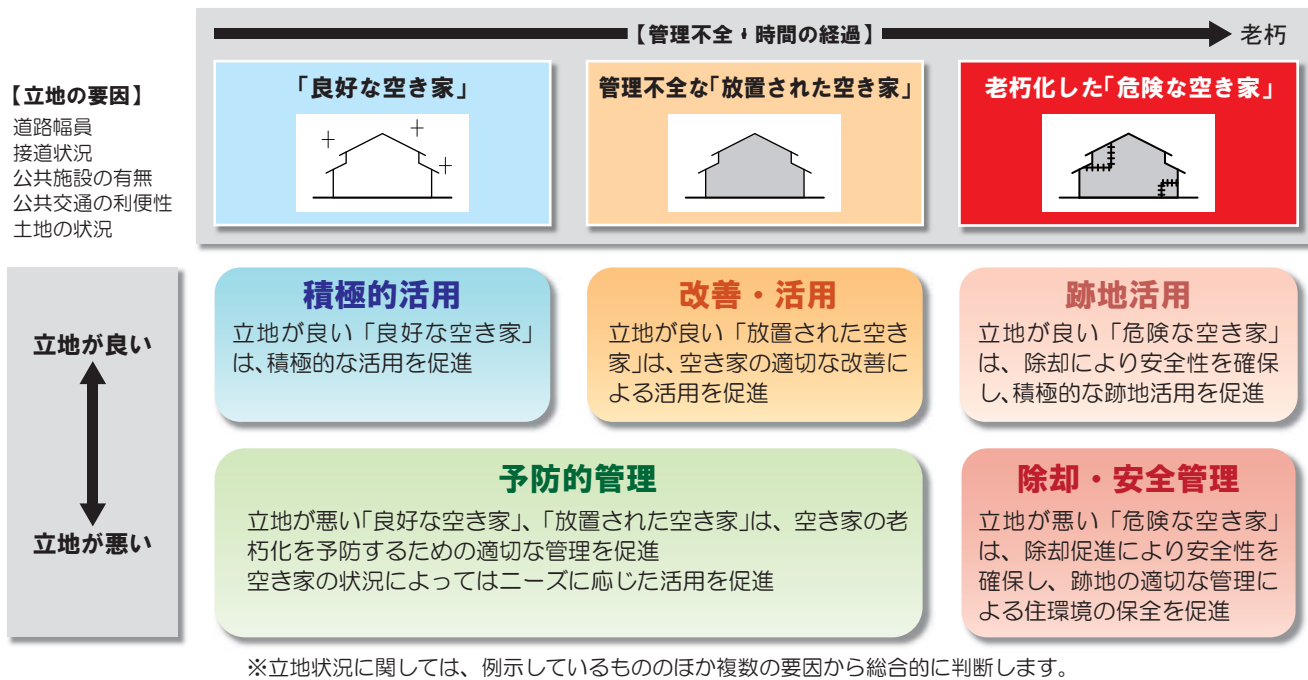 【管理不全・時間の経過】
老朽
【立地の要因】
道路幅員
接道状況
公共施設の有無
公共交通の利便性
土地の状況
「良好な空き家」
管理不全な「放置された空き家」
老朽化した「危険な空き家」
立地が良い
立地が悪い
積極的活用
立地が良い「良好な空き家」
は、積極的な活用を促進
改善・活用
立地が良い「放置された空き
家」は、空き家の適切な改善に
よる活用を促進
跡地活用
立地が良い「危険な空き家」
は、除却により安全性を確保
し、積極的な跡地活用を促進
予防的管理
立地が悪い「良好な空き家」、「放置された空き家」は、空き家の老
朽化を予防するための適切な管理を促進
空き家の状況によってはニーズに応じた活用を促進
除却・安全管理
立地が悪い「危険な空き家」
は、除却促進により安全性を
確保し、跡地の適切な管理に
よる住環境の保全を促進
※立地状況に関しては、例示しているもののほか複数の要因から総合的に判断します。